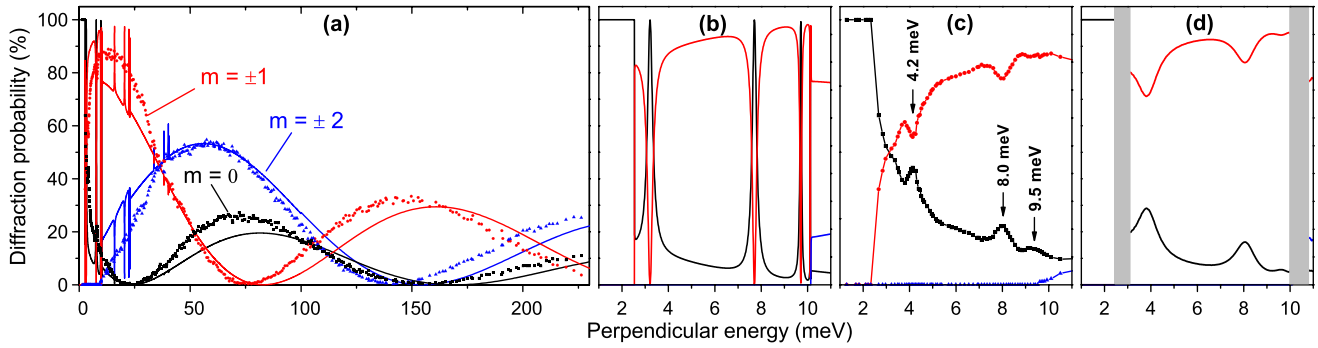 (a)
(b)
(c)
(d)
Diffraction probability (%)
100
80
60
40
20
0
m = ±1
m = ± 2
m = 0
4.2 meV
8.0 meV
9.5 meV
0 50 100 150 200
2 4 6 8 10
2 4 6 8 10
2 4 6 8 10
Perpendicular energy (meV)